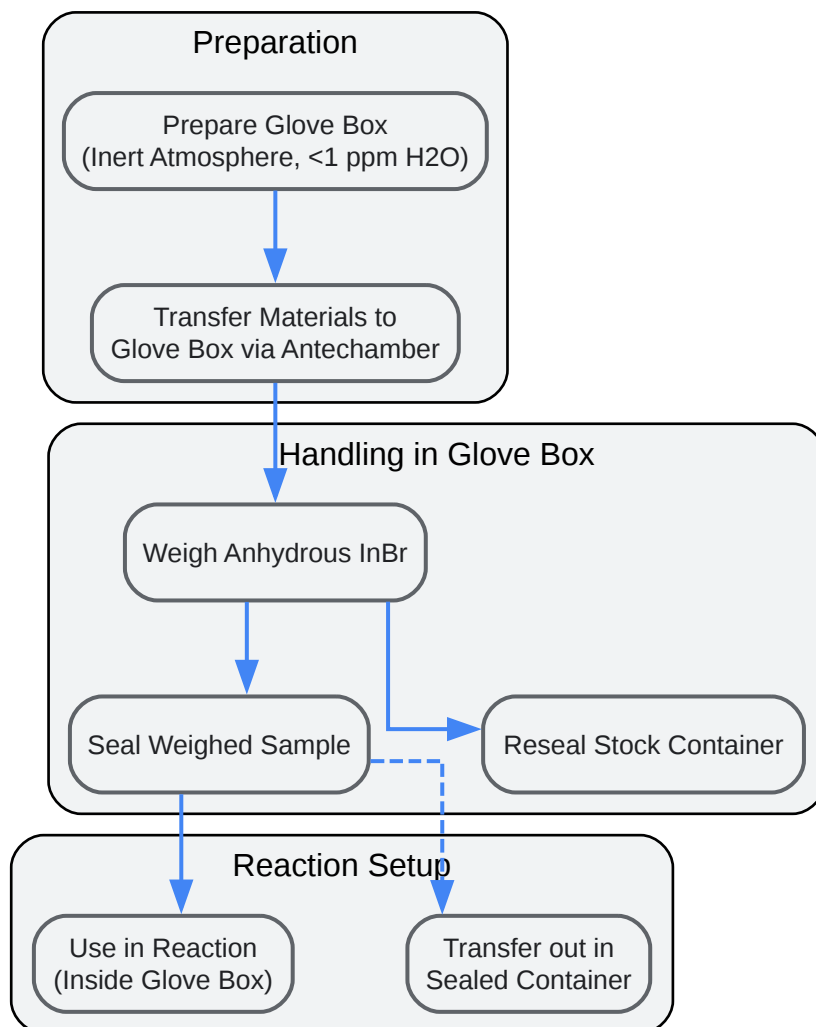 Preparation
Prepare Glove Box
(Inert Atmosphere, <1 ppm H2O)
Transfer Materials to
Glove Box via Antechamber
Handling in Glove Box
Weigh Anhydrous InBr
Seal Weighed Sample
Reseal Stock Container
Reaction Setup
Use in Reaction
(Inside Glove Box)
Transfer out in
Sealed Container